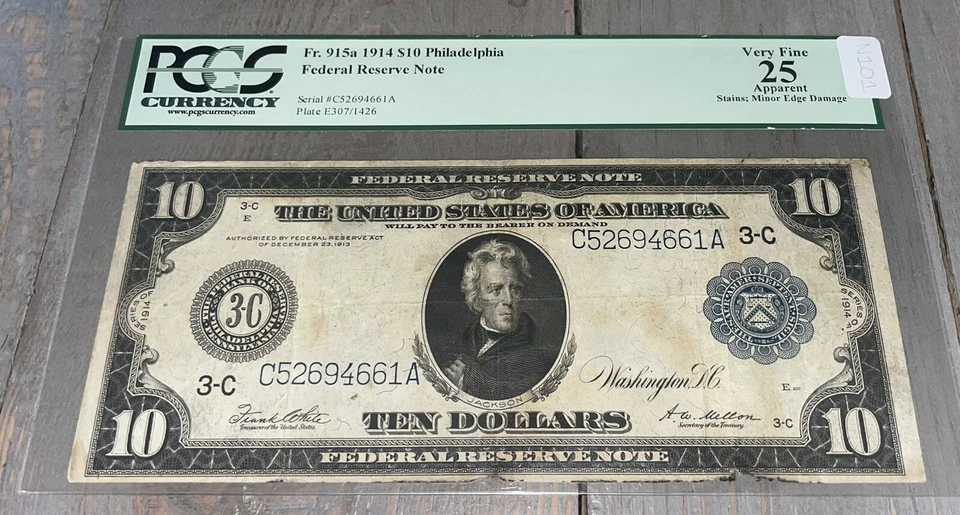 PCGS
CURRENCY
www.pcgscurrency.com
Fr. 915a 1914 $10 Philadelphia
Federal Reserve Note
Serial #C52694661A
Plate E307/1426
Very Fine
25
Apparent
Stains; Minor Edge Damage
N101
FEDERAL RESERVE NOTE
10
10
3-C
E
THE UNITED STATES OF AMERICA
WILL PAY TO THE BEARER ON DEMAND
AUTHORIZED BY FEDERAL RESERVE ACT
OF DECEMBER 23, 1913
C52694661A 3-C
SERIES OF
1914
3-C
SERIES OF
1914
3-C C52694661A
JACKSON
Washington, D.C.
E
Frank White
Treasurer of the United States.
TEN DOLLARS
A.W. Mellon
Secretary of the Treasury.
3-C
10
10
FEDERAL RESERVE NOTE